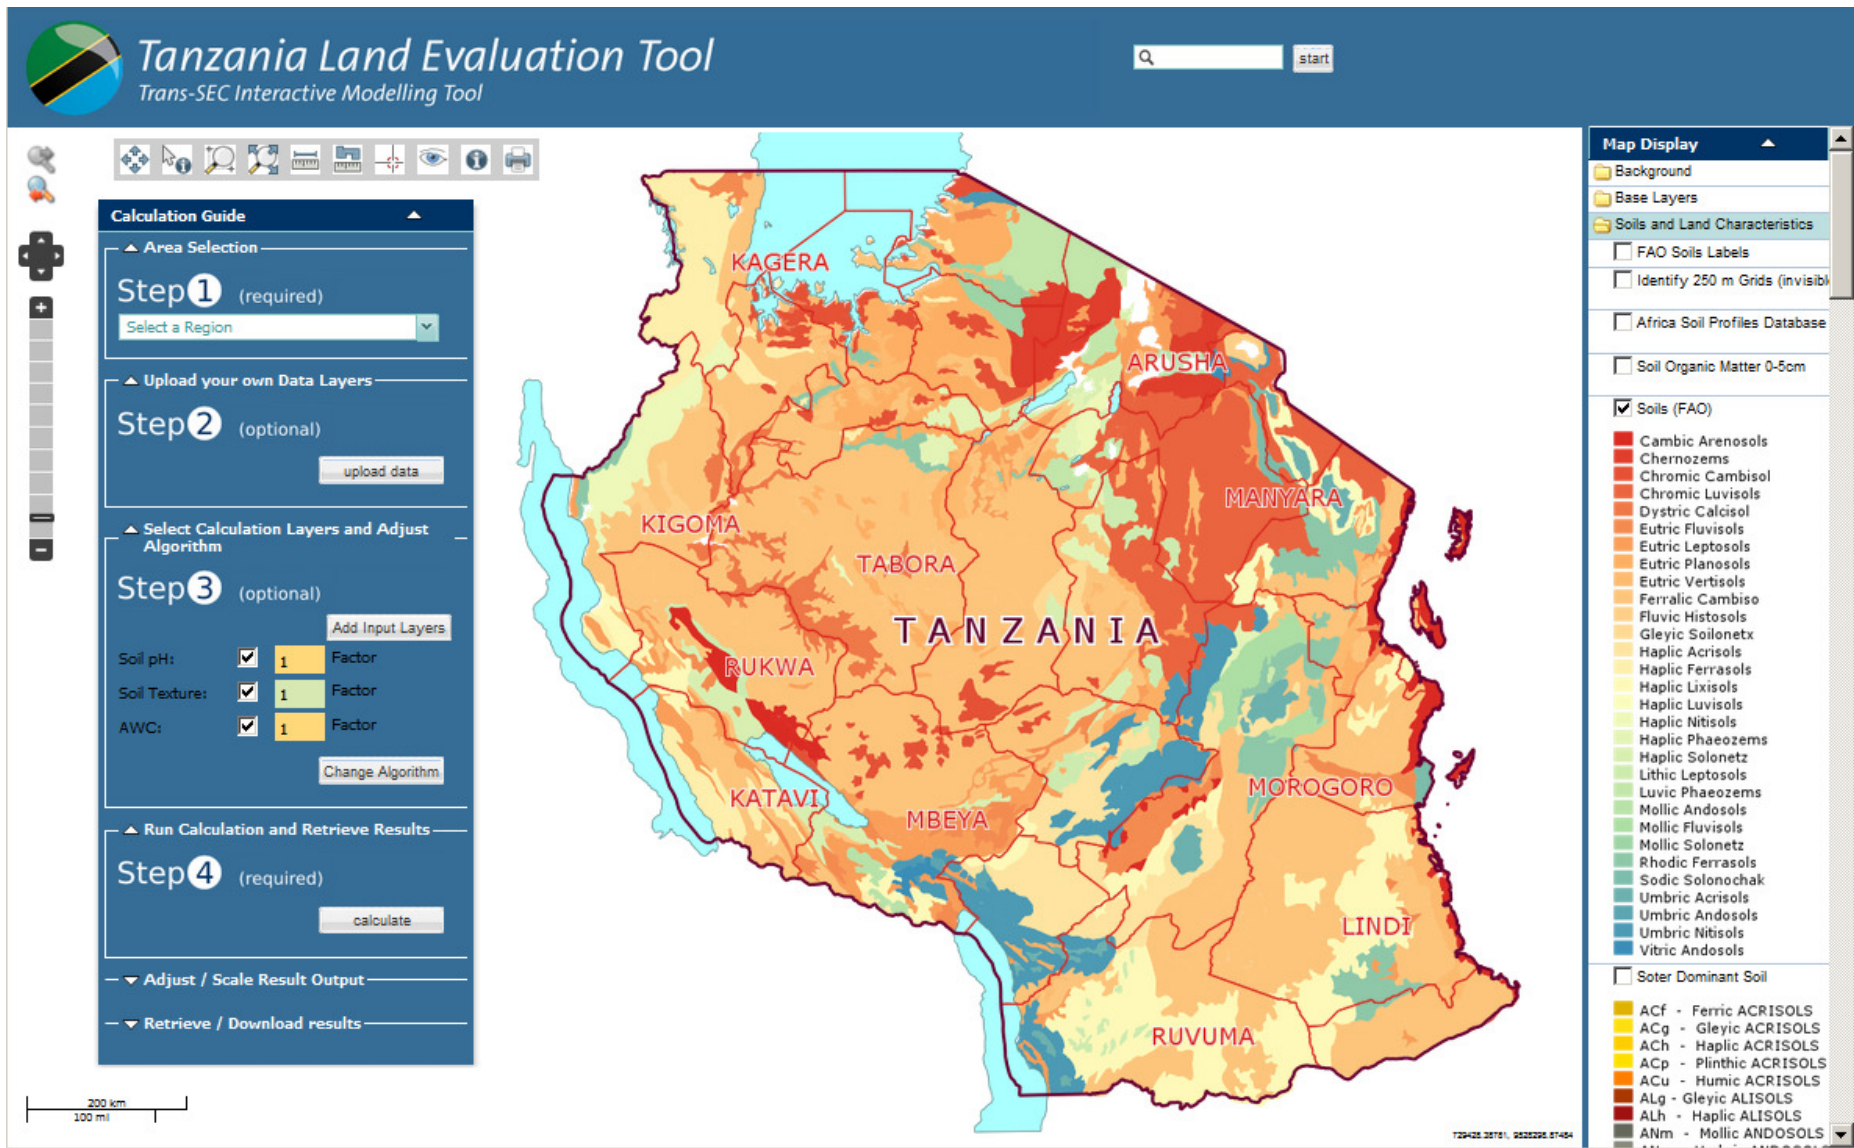 Tanzania Land Evaluation Tool
Trans-SEC Interactive Modelling Tool
start
Calculation Guide
Area Selection
Step 1 (required)
Select a Region
Upload your own Data Layers
Step 2 (optional)
upload data
Select Calculation Layers and Adjust
Algorithm
Step 3 (optional)
Add Input Layers
Soil pH: 1 Factor
Soil Texture: 1 Factor
AWC: 1 Factor
Change Algorithm
Run Calculation and Retrieve Results
Step 4 (required)
calculate
Adjust / Scale Result Output
Retrieve / Download results
200 km
100 mi
KAGERA
ARUSHA
MANYARA
KIGOMA
TABORA
TANZANIA
RUKWA
KATAVI
MBEYA
MOROGORO
LINDI
RUVUMA
Map Display
Background
Base Layers
Soils and Land Characteristics
FAO Soils Labels
Identify 250 m Grids (invisibl
Africa Soil Profiles Database
Soil Organic Matter 0-5cm
Soils (FAO)
Cambic Arenosols
Chernozems
Chromic Cambisol
Chromic Luvisols
Dystric Calcisol
Eutric Fluvisols
Eutric Leptosols
Eutric Planosols
Eutric Vertisols
Ferralic Cambiso
Fluvic Histosols
Gleyic Soilonetx
Haplic Acrisols
Haplic Ferrasols
Haplic Lixisols
Haplic Luvisols
Haplic Nitisols
Haplic Phaeozems
Haplic Solonetz
Lithic Leptosols
Luvic Phaeozems
Mollic Andosols
Mollic Fluvisols
Mollic Solonetz
Rhodic Ferrasols
Sodic Solonochak
Umbric Acrisols
Umbric Andosols
Umbric Nitisols
Vitric Andosols
Soter Dominant Soil
ACf - Ferric ACRISOLS
ACg - Gleyic ACRISOLS
ACh - Haplic ACRISOLS
ACp - Plinthic ACRISOLS
ACu - Humic ACRISOLS
ALg - Gleyic ALISOLS
ALh - Haplic ALISOLS
ANm - Mollic ANDOSOLS